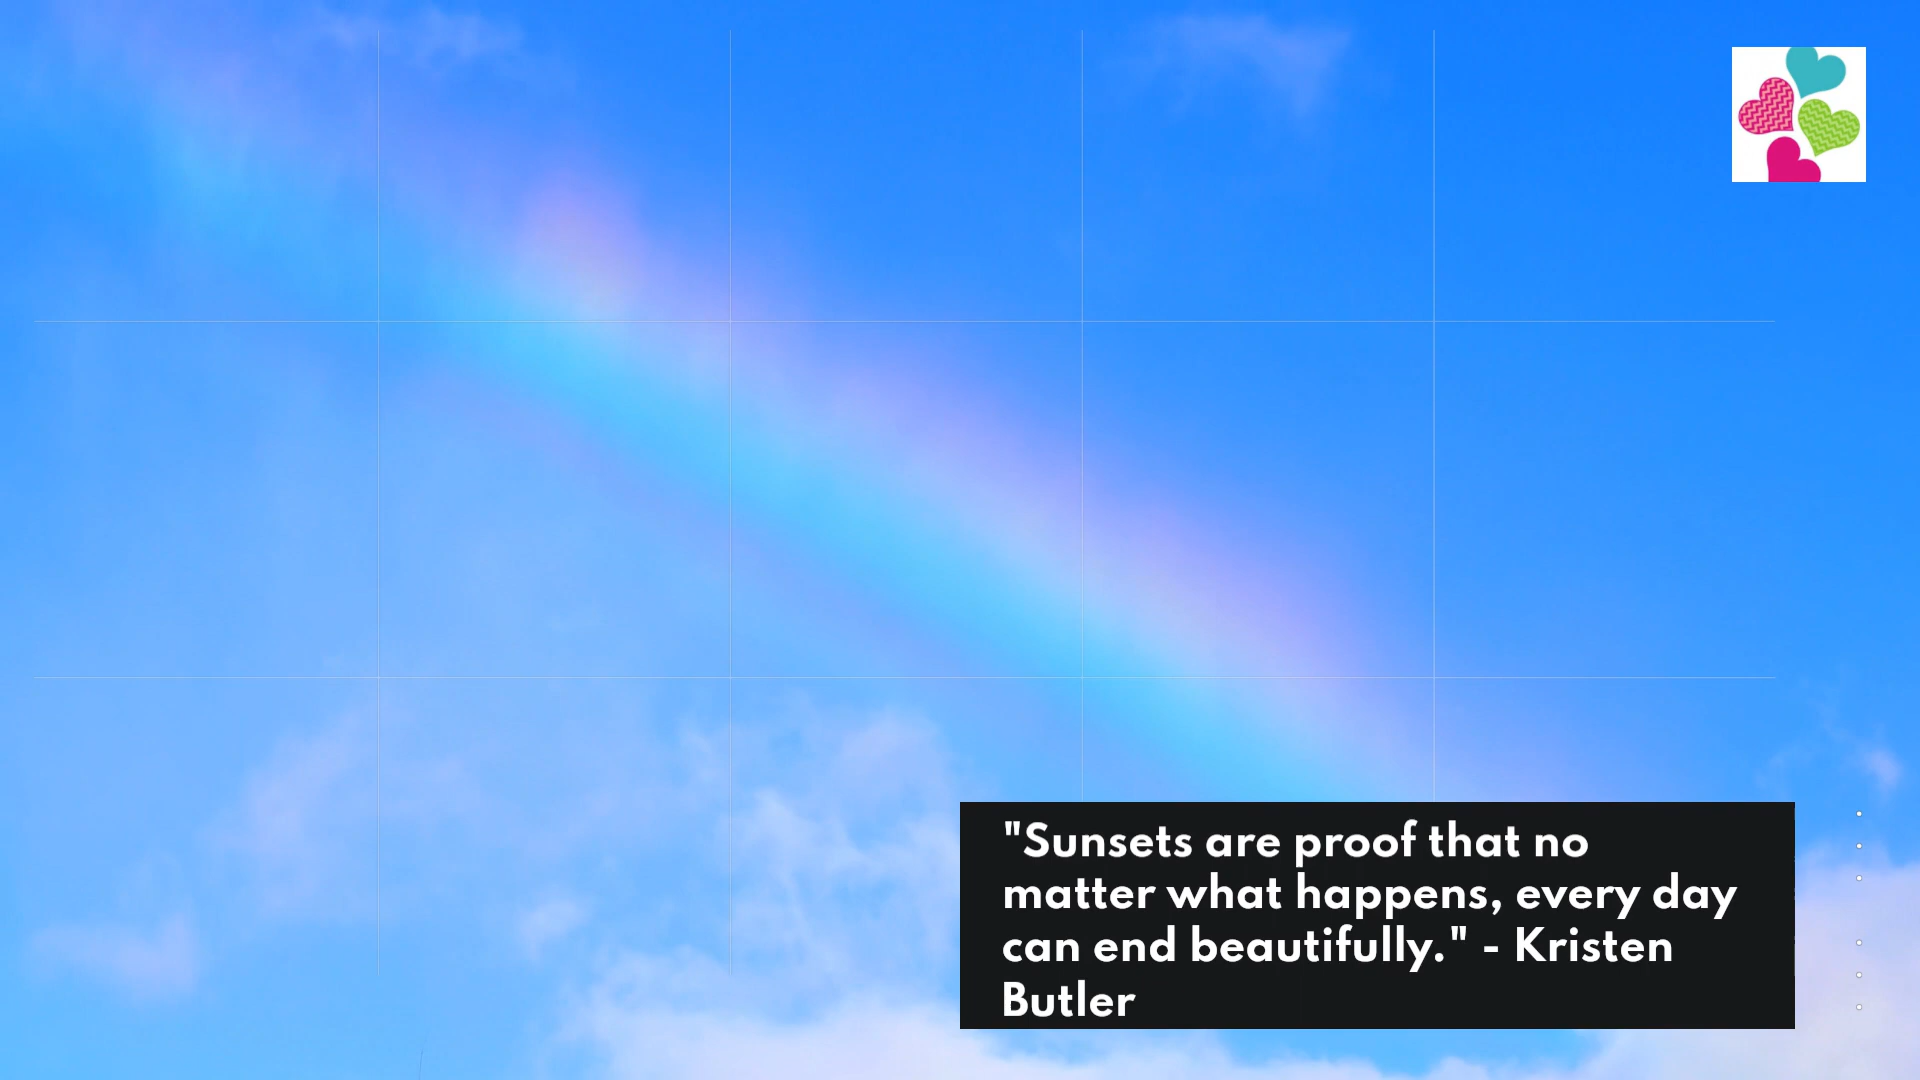 "Sunsets are proof that no
matter what happens, every day
can end beautifully." - Kristen
Butler